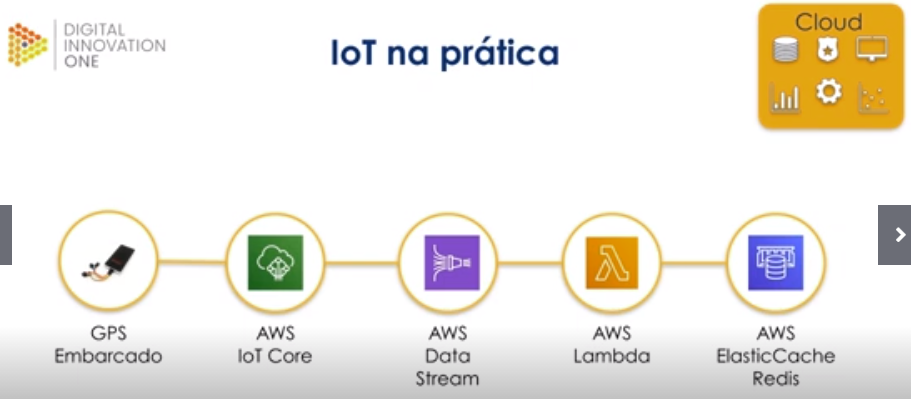 DIGITAL
INNOVATION
ONE
IoT na prática
Cloud
GPS
Embarcado
AWS
IoT Core
AWS
Data
Stream
AWS
Lambda
AWS
ElasticCache
Redis